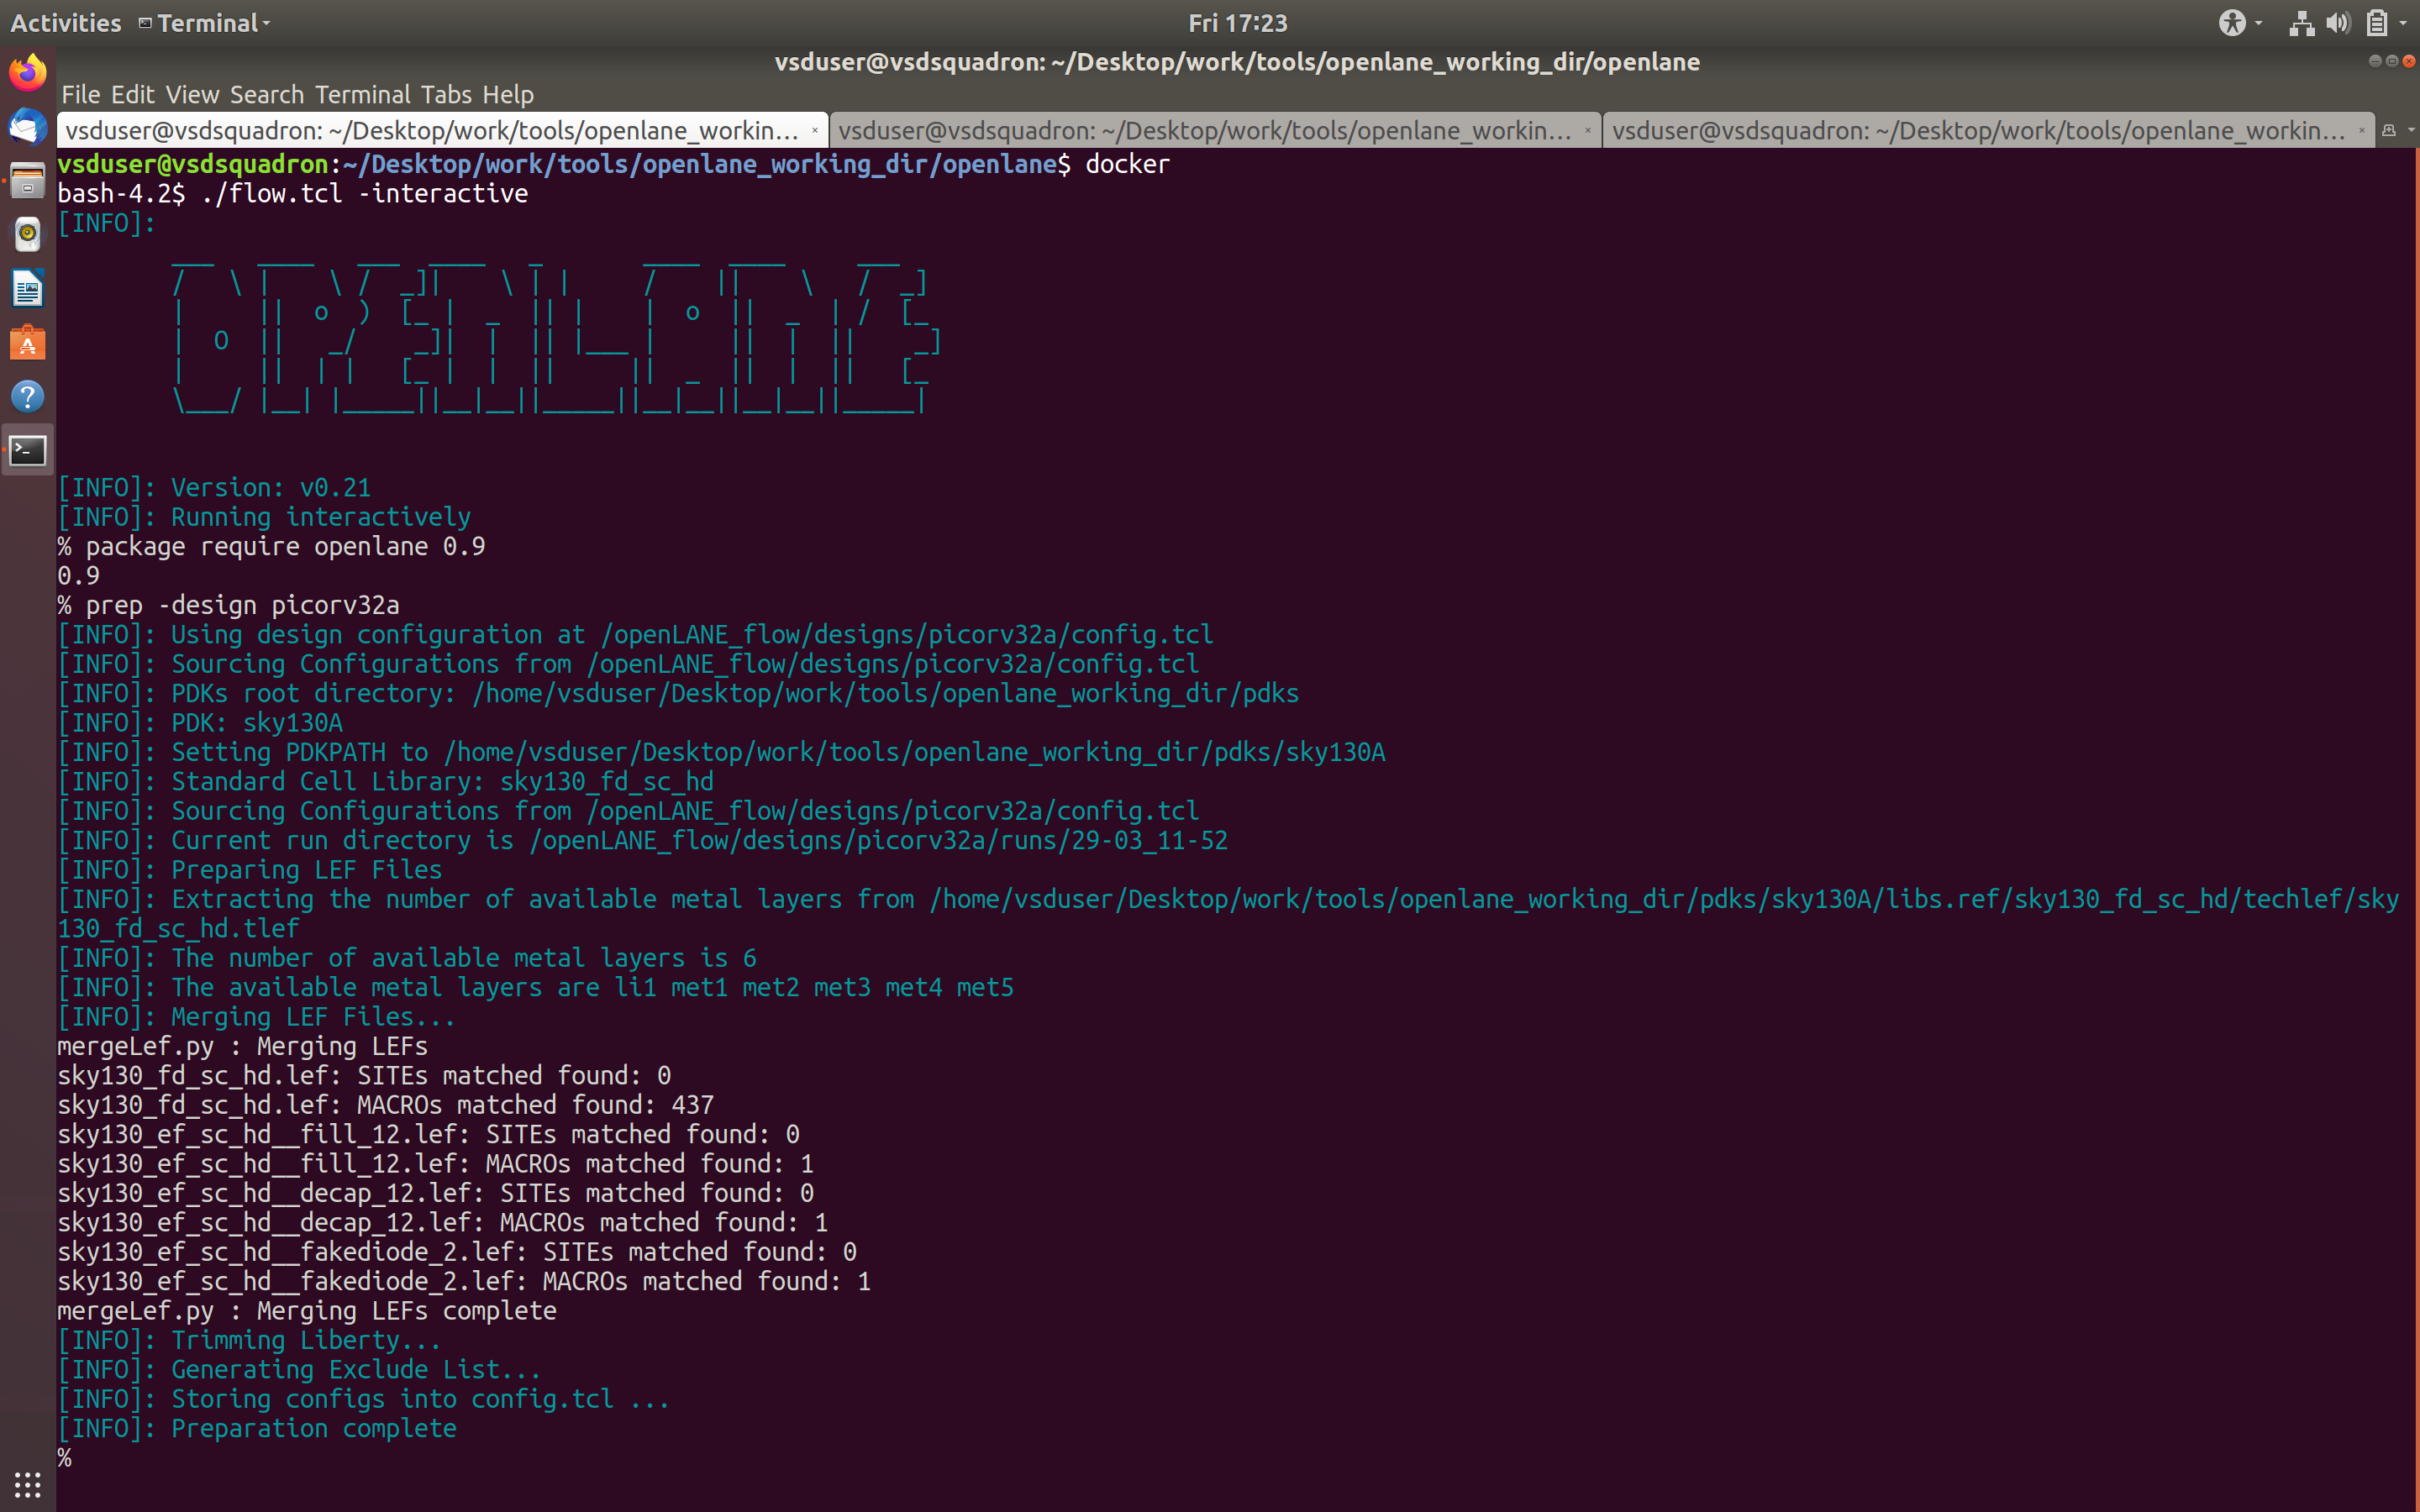 Activities Terminal Fri 17:23
vsduser@vsdsquadron: ~/Desktop/work/tools/openlane_working_dir/openlane
File Edit View Search Terminal Tabs Help
vsduser@vsdsquadron: ~/Desktop/work/tools/openlane_workin... × vsduser@vsdsquadron: ~/Desktop/work/tools/openlane_workin... × vsduser@vsdsquadron: ~/Desktop/work/tools/openlane_workin... ×
vsduser@vsdsquadron:~/Desktop/work/tools/openlane_working_dir/openlane$ docker
bash-4.2$ ./flow.tcl -interactive
[INFO]:
OPENLANE
[INFO]: Version: v0.21
[INFO]: Running interactively
% package require openlane 0.9
0.9
% prep -design picorv32a
[INFO]: Using design configuration at /openLANE_flow/designs/picorv32a/config.tcl
[INFO]: Sourcing Configurations from /openLANE_flow/designs/picorv32a/config.tcl
[INFO]: PDKs root directory: /home/vsduser/Desktop/work/tools/openlane_working_dir/pdks
[INFO]: PDK: sky130A
[INFO]: Setting PDKPATH to /home/vsduser/Desktop/work/tools/openlane_working_dir/pdks/sky130A
[INFO]: Standard Cell Library: sky130_fd_sc_hd
[INFO]: Sourcing Configurations from /openLANE_flow/designs/picorv32a/config.tcl
[INFO]: Current run directory is /openLANE_flow/designs/picorv32a/runs/29-03_11-52
[INFO]: Preparing LEF Files
[INFO]: Extracting the number of available metal layers from /home/vsduser/Desktop/work/tools/openlane_working_dir/pdks/sky130A/libs.ref/sky130_fd_sc_hd/techlef/sky
130_fd_sc_hd.tlef
[INFO]: The number of available metal layers is 6
[INFO]: The available metal layers are li1 met1 met2 met3 met4 met5
[INFO]: Merging LEF Files...
mergeLef.py : Merging LEFs
sky130_fd_sc_hd.lef: SITEs matched found: 0
sky130_fd_sc_hd.lef: MACROs matched found: 437
sky130_ef_sc_hd__fill_12.lef: SITEs matched found: 0
sky130_ef_sc_hd__fill_12.lef: MACROs matched found: 1
sky130_ef_sc_hd__decap_12.lef: SITEs matched found: 0
sky130_ef_sc_hd__decap_12.lef: MACROs matched found: 1
sky130_ef_sc_hd__fakediode_2.lef: SITEs matched found: 0
sky130_ef_sc_hd__fakediode_2.lef: MACROs matched found: 1
mergeLef.py : Merging LEFs complete
[INFO]: Trimming Liberty...
[INFO]: Generating Exclude List...
[INFO]: Storing configs into config.tcl ...
[INFO]: Preparation complete
%